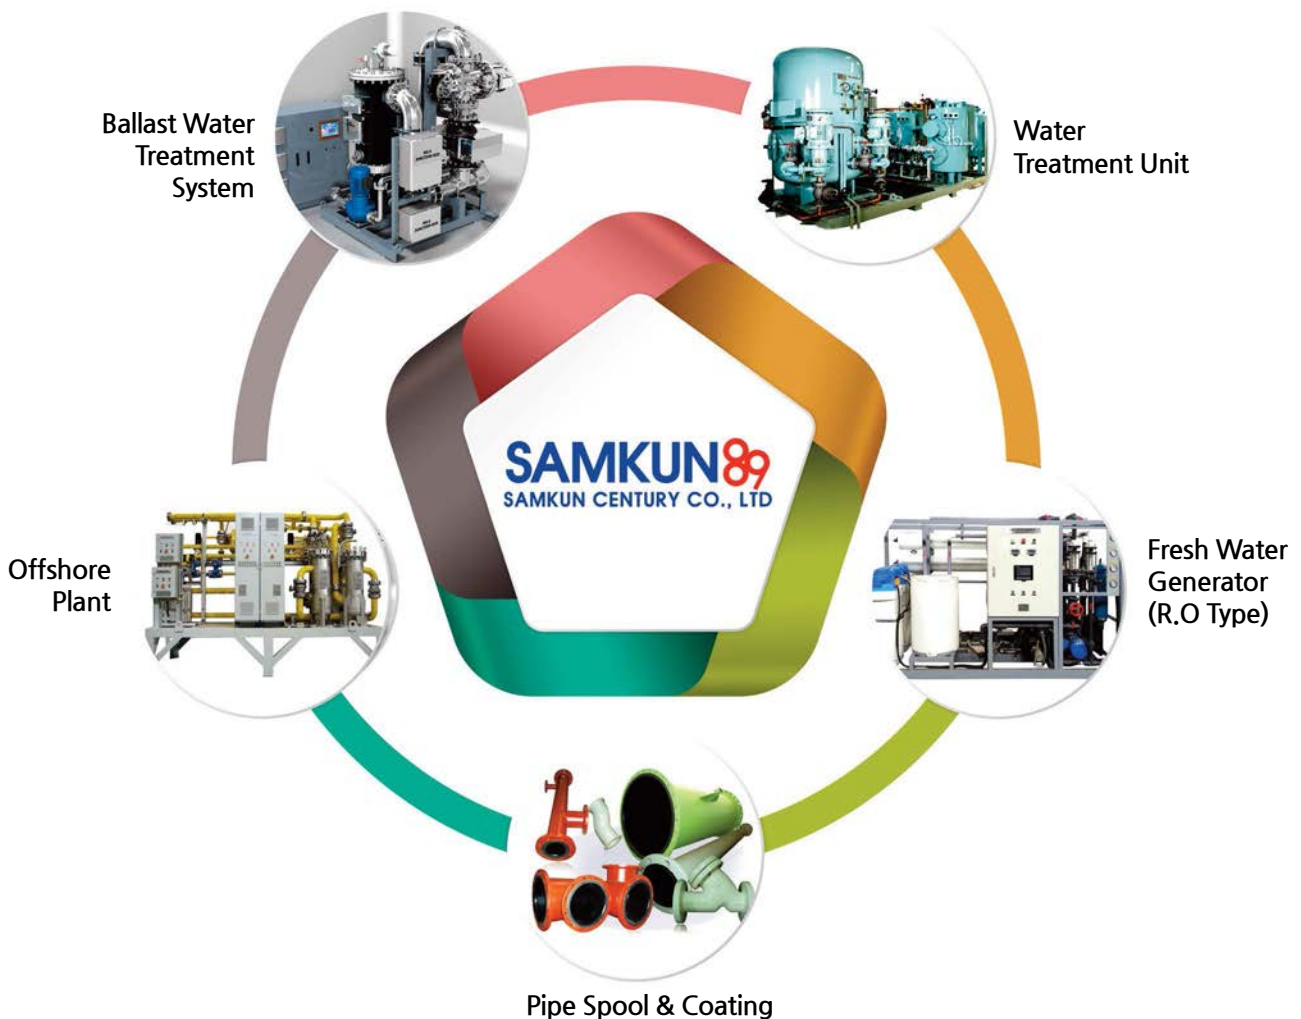 Ballast Water
Treatment
System
Water
Treatment Unit
SAMKUN89
SAMKUN CENTURY CO., LTD
Offshore
Plant
Fresh Water
Generator
(R.O Type)
Pipe Spool & Coating